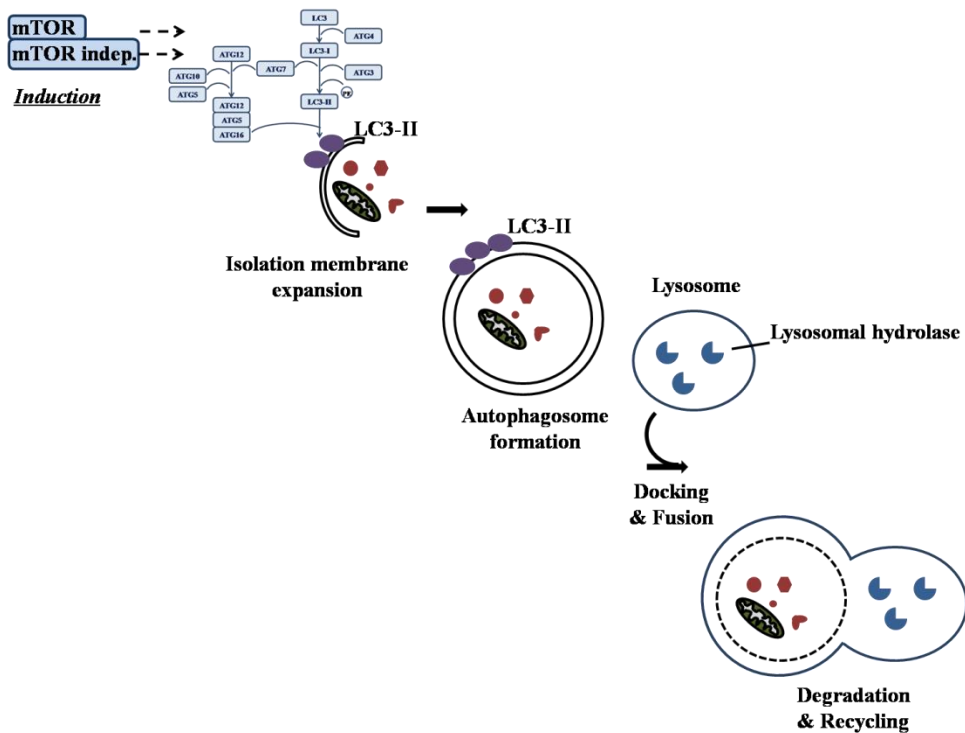 mTOR
mTOR indep.
Induction
LC3
ATG4
LC3-I
ATG12
ATG7
ATG10
ATG3
ATG5
PE
LC3-II
ATG12
ATG5
ATG16
LC3-II
Isolation membrane
expansion
LC3-II
Autophagosome
formation
Lysosome
Lysosomal hydrolase
Docking
& Fusion
Degradation
& Recycling